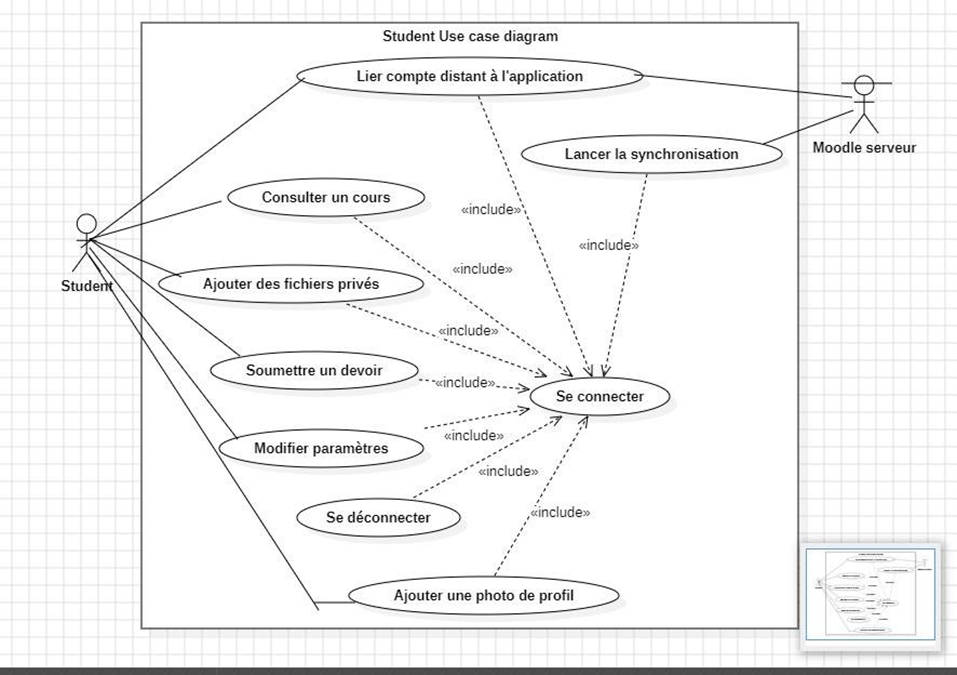 Student Use case diagram
Lier compte distant à l'application
Lancer la synchronisation
Moodle serveur
Consulter un cours
«include»
«include»
«include»
Student
Ajouter des fichiers privés
«include»
Soumettre un devoir
«include»
Se connecter
Modifier paramètres
«include»
«include»
Se déconnecter
«include»
Ajouter une photo de profil